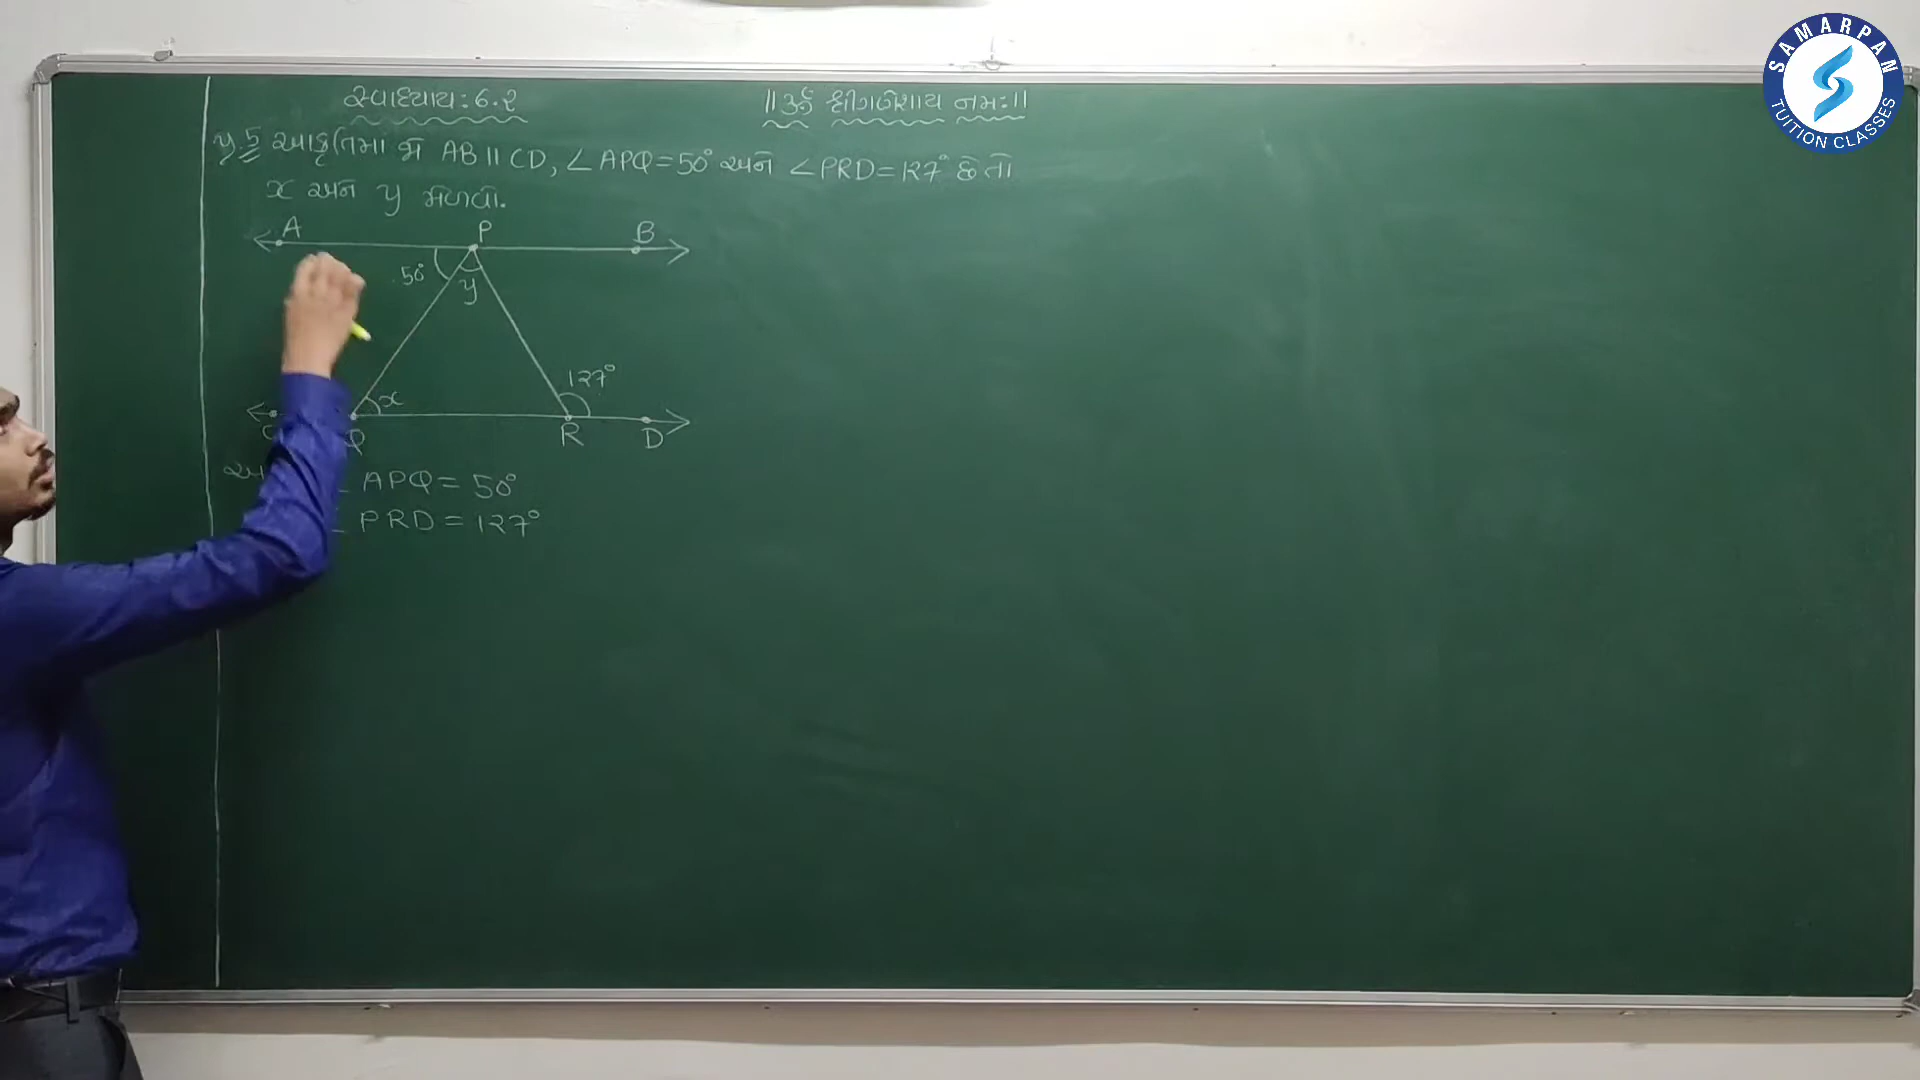 સ્વાધ્યાય: 6.2
॥ ૐ શ્રી ગણેશાય નમઃ ॥
પ્ર.5 આકૃતિમાં જો AB || CD, ∠APQ = 50° અને ∠PRD = 127° છે તો
x અને y મેળવો.
A P B
50° y
127°
x
C Q R D
∠APQ = 50°
∠PRD = 127°
SAMARPAN
TUITION CLASSES